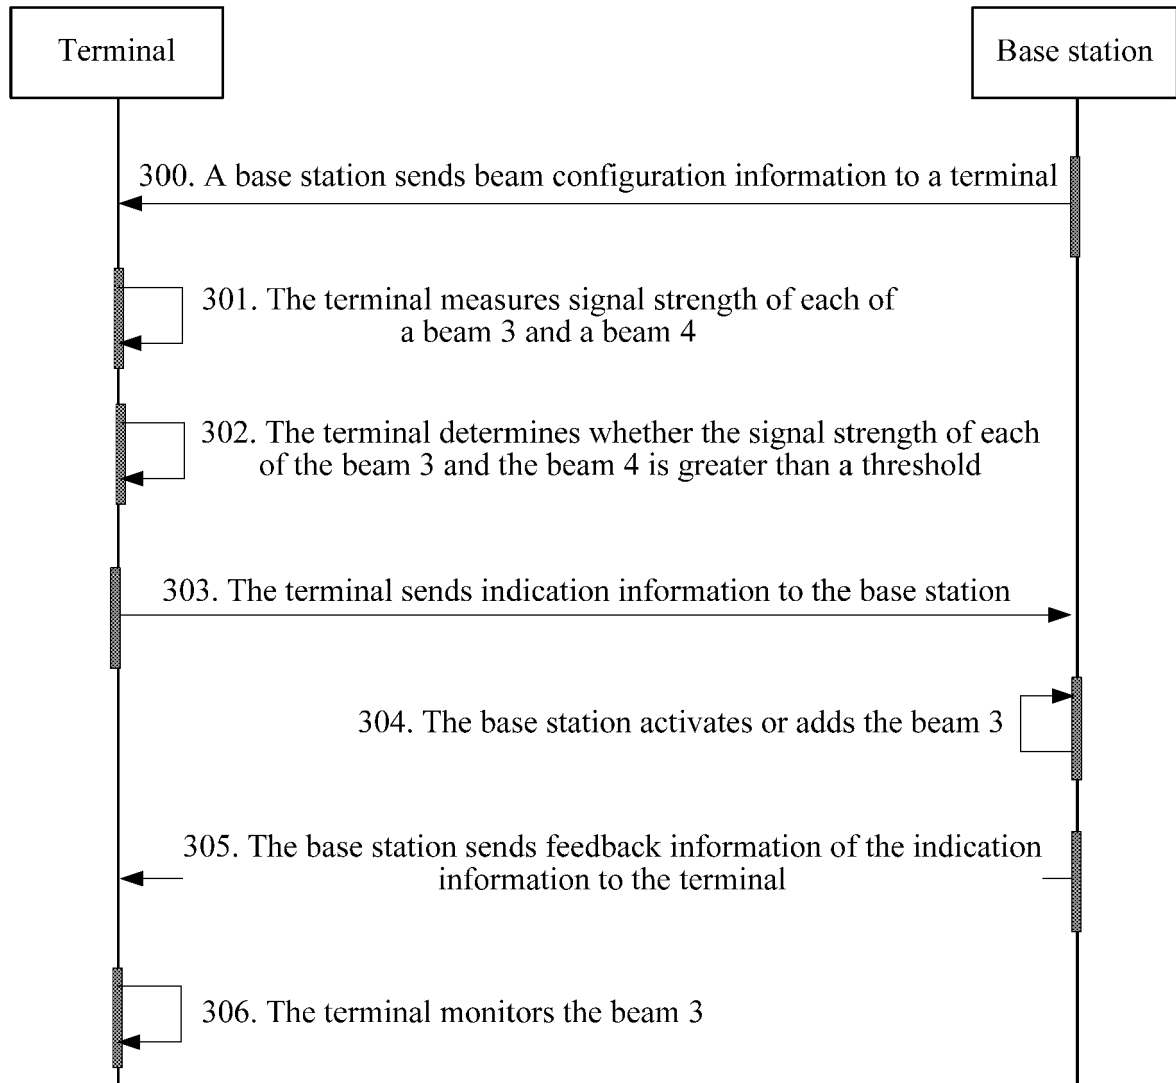 Terminal
Base station
300. A base station sends beam configuration information to a terminal
301. The terminal measures signal strength of each of
a beam 3 and a beam 4
302. The terminal determines whether the signal strength of each
of the beam 3 and the beam 4 is greater than a threshold
303. The terminal sends indication information to the base station
304. The base station activates or adds the beam 3
305. The base station sends feedback information of the indication
information to the terminal
306. The terminal monitors the beam 3